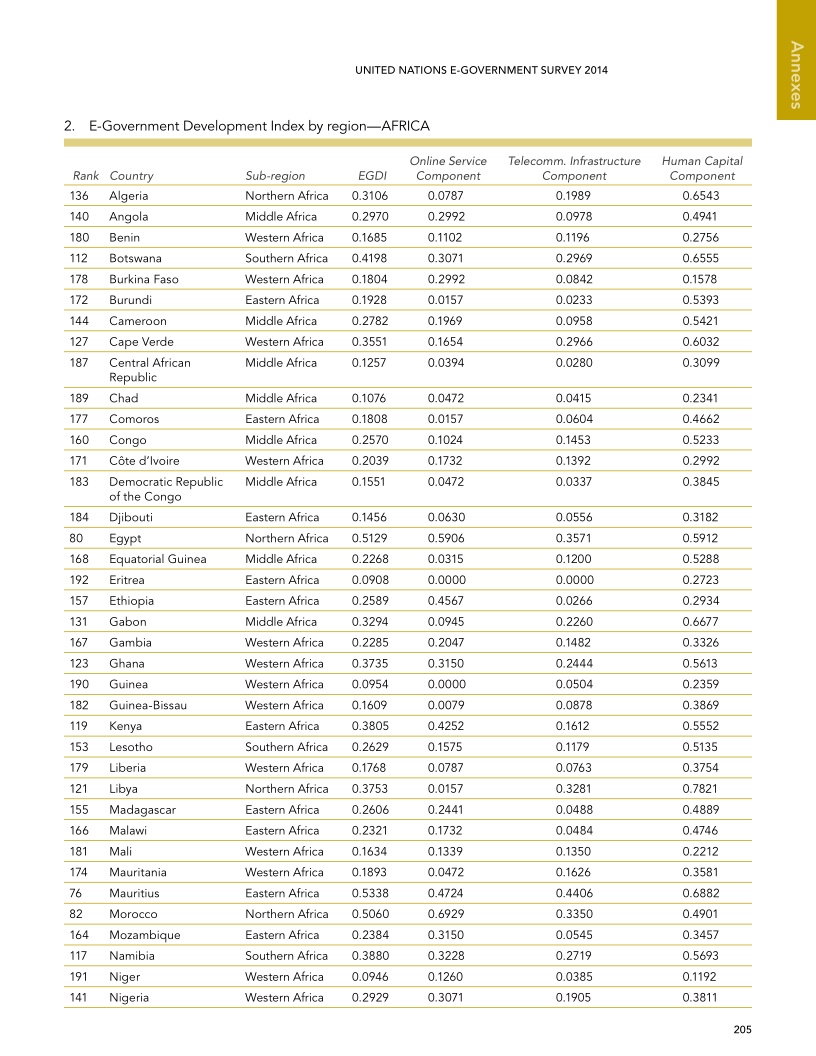 Annexes
UNITED NATIONS E-GOVERNMENT SURVEY 2014
2. E-Government Development Index by region—AFRICA
Online Service Telecomm. Infrastructure Human Capital
Rank Country Sub-region EGDI Component Component Component
136 Algeria Northern Africa 0.3106 0.0787 0.1989 0.6543
140 Angola Middle Africa 0.2970 0.2992 0.0978 0.4941
180 Benin Western Africa 0.1685 0.1102 0.1196 0.2756
112 Botswana Southern Africa 0.4198 0.3071 0.2969 0.6555
178 Burkina Faso Western Africa 0.1804 0.2992 0.0842 0.1578
172 Burundi Eastern Africa 0.1928 0.0157 0.0233 0.5393
144 Cameroon Middle Africa 0.2782 0.1969 0.0958 0.5421
127 Cape Verde Western Africa 0.3551 0.1654 0.2966 0.6032
187 Central African Middle Africa 0.1257 0.0394 0.0280 0.3099
Republic
189 Chad Middle Africa 0.1076 0.0472 0.0415 0.2341
177 Comoros Eastern Africa 0.1808 0.0157 0.0604 0.4662
160 Congo Middle Africa 0.2570 0.1024 0.1453 0.5233
171 Côte d’Ivoire Western Africa 0.2039 0.1732 0.1392 0.2992
183 Democratic Republic Middle Africa 0.1551 0.0472 0.0337 0.3845
of the Congo
184 Djibouti Eastern Africa 0.1456 0.0630 0.0556 0.3182
80 Egypt Northern Africa 0.5129 0.5906 0.3571 0.5912
168 Equatorial Guinea Middle Africa 0.2268 0.0315 0.1200 0.5288
192 Eritrea Eastern Africa 0.0908 0.0000 0.0000 0.2723
157 Ethiopia Eastern Africa 0.2589 0.4567 0.0266 0.2934
131 Gabon Middle Africa 0.3294 0.0945 0.2260 0.6677
167 Gambia Western Africa 0.2285 0.2047 0.1482 0.3326
123 Ghana Western Africa 0.3735 0.3150 0.2444 0.5613
190 Guinea Western Africa 0.0954 0.0000 0.0504 0.2359
182 Guinea-Bissau Western Africa 0.1609 0.0079 0.0878 0.3869
119 Kenya Eastern Africa 0.3805 0.4252 0.1612 0.5552
153 Lesotho Southern Africa 0.2629 0.1575 0.1179 0.5135
179 Liberia Western Africa 0.1768 0.0787 0.0763 0.3754
121 Libya Northern Africa 0.3753 0.0157 0.3281 0.7821
155 Madagascar Eastern Africa 0.2606 0.2441 0.0488 0.4889
166 Malawi Eastern Africa 0.2321 0.1732 0.0484 0.4746
181 Mali Western Africa 0.1634 0.1339 0.1350 0.2212
174 Mauritania Western Africa 0.1893 0.0472 0.1626 0.3581
76 Mauritius Eastern Africa 0.5338 0.4724 0.4406 0.6882
82 Morocco Northern Africa 0.5060 0.6929 0.3350 0.4901
164 Mozambique Eastern Africa 0.2384 0.3150 0.0545 0.3457
117 Namibia Southern Africa 0.3880 0.3228 0.2719 0.5693
191 Niger Western Africa 0.0946 0.1260 0.0385 0.1192
141 Nigeria Western Africa 0.2929 0.3071 0.1905 0.3811
205